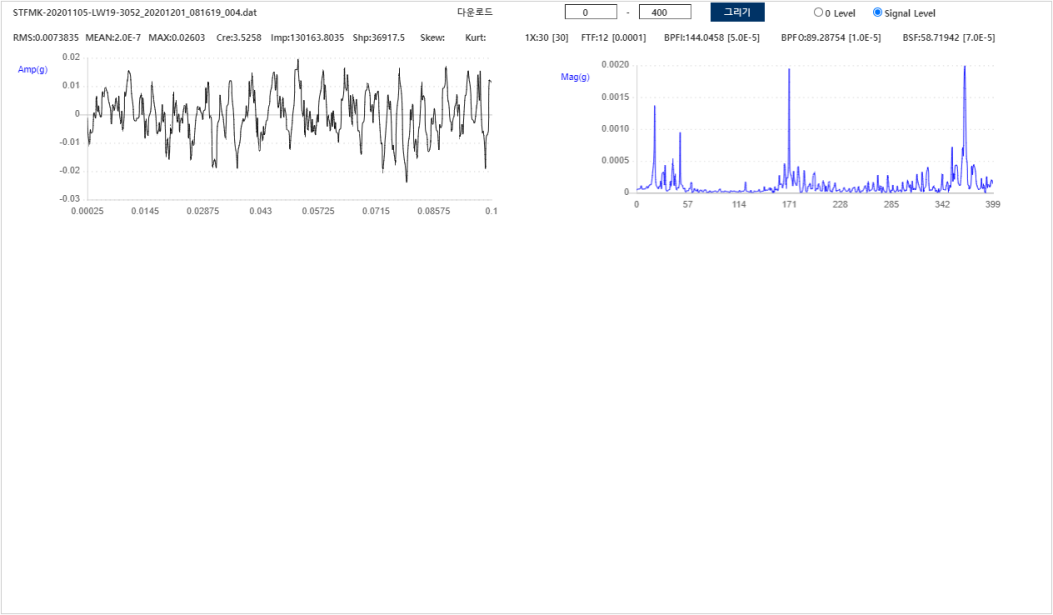 STFMK-20201105-LW19-3052_20201201_081619_004.dat 다운로드 0 - 400 그리기 0 Level Signal Level
RMS:0.0073835 MEAN:2.0E-7 MAX:0.02603 Cre:3.5258 Imp:130163.8035 Shp:36917.5 Skew: Kurt: 1X:30 [30] FTF:12 [0.0001] BPFI:144.0458 [5.0E-5] BPFO:89.28754 [1.0E-5] BSF:58.71942 [7.0E-5]
Amp(g)
0.02
0.01
0
-0.01
-0.02
-0.03
0.00025 0.0145 0.02875 0.043 0.05725 0.0715 0.08575 0.1
Mag(g)
0.0020
0.0015
0.0010
0.0005
0
0 57 114 171 228 285 342 399